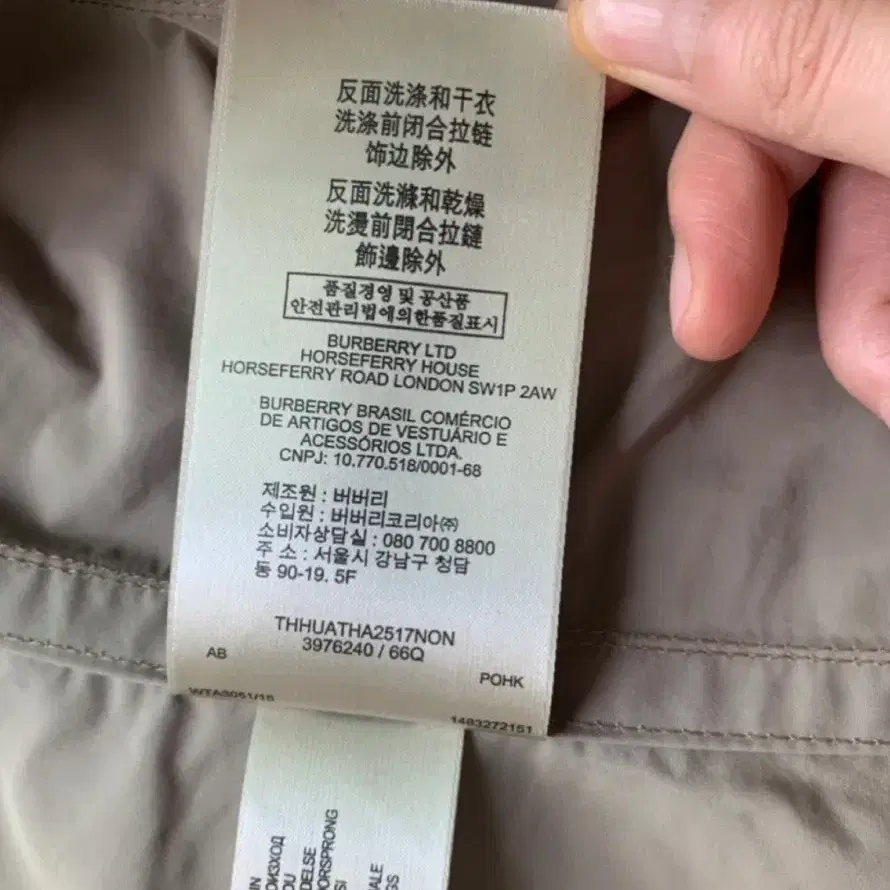 反面洗涤和干衣
洗涤前闭合拉链
饰边除外
反面洗滌和乾燥
洗燙前閉合拉鏈
飾邊除外
품질경영 및 공산품
안전관리법에의한품질표시
BURBERRY LTD
HORSEFERRY HOUSE
HORSEFERRY ROAD LONDON SW1P 2AW
BURBERRY BRASIL COMÉRCIO
DE ARTIGOS DE VESTUÁRIO E
ACESSÓRIOS LTDA.
CNPJ: 10.770.518/0001-68
제조원 : 버버리
수입원 : 버버리코리아㈜
소비자상담실 : 080 700 8800
주 소 : 서울시 강남구 청담
동 90-19. 5F
THHUATHA2517NON
3976240 / 66Q
AB
POHK
WTA3051/15
1483272151